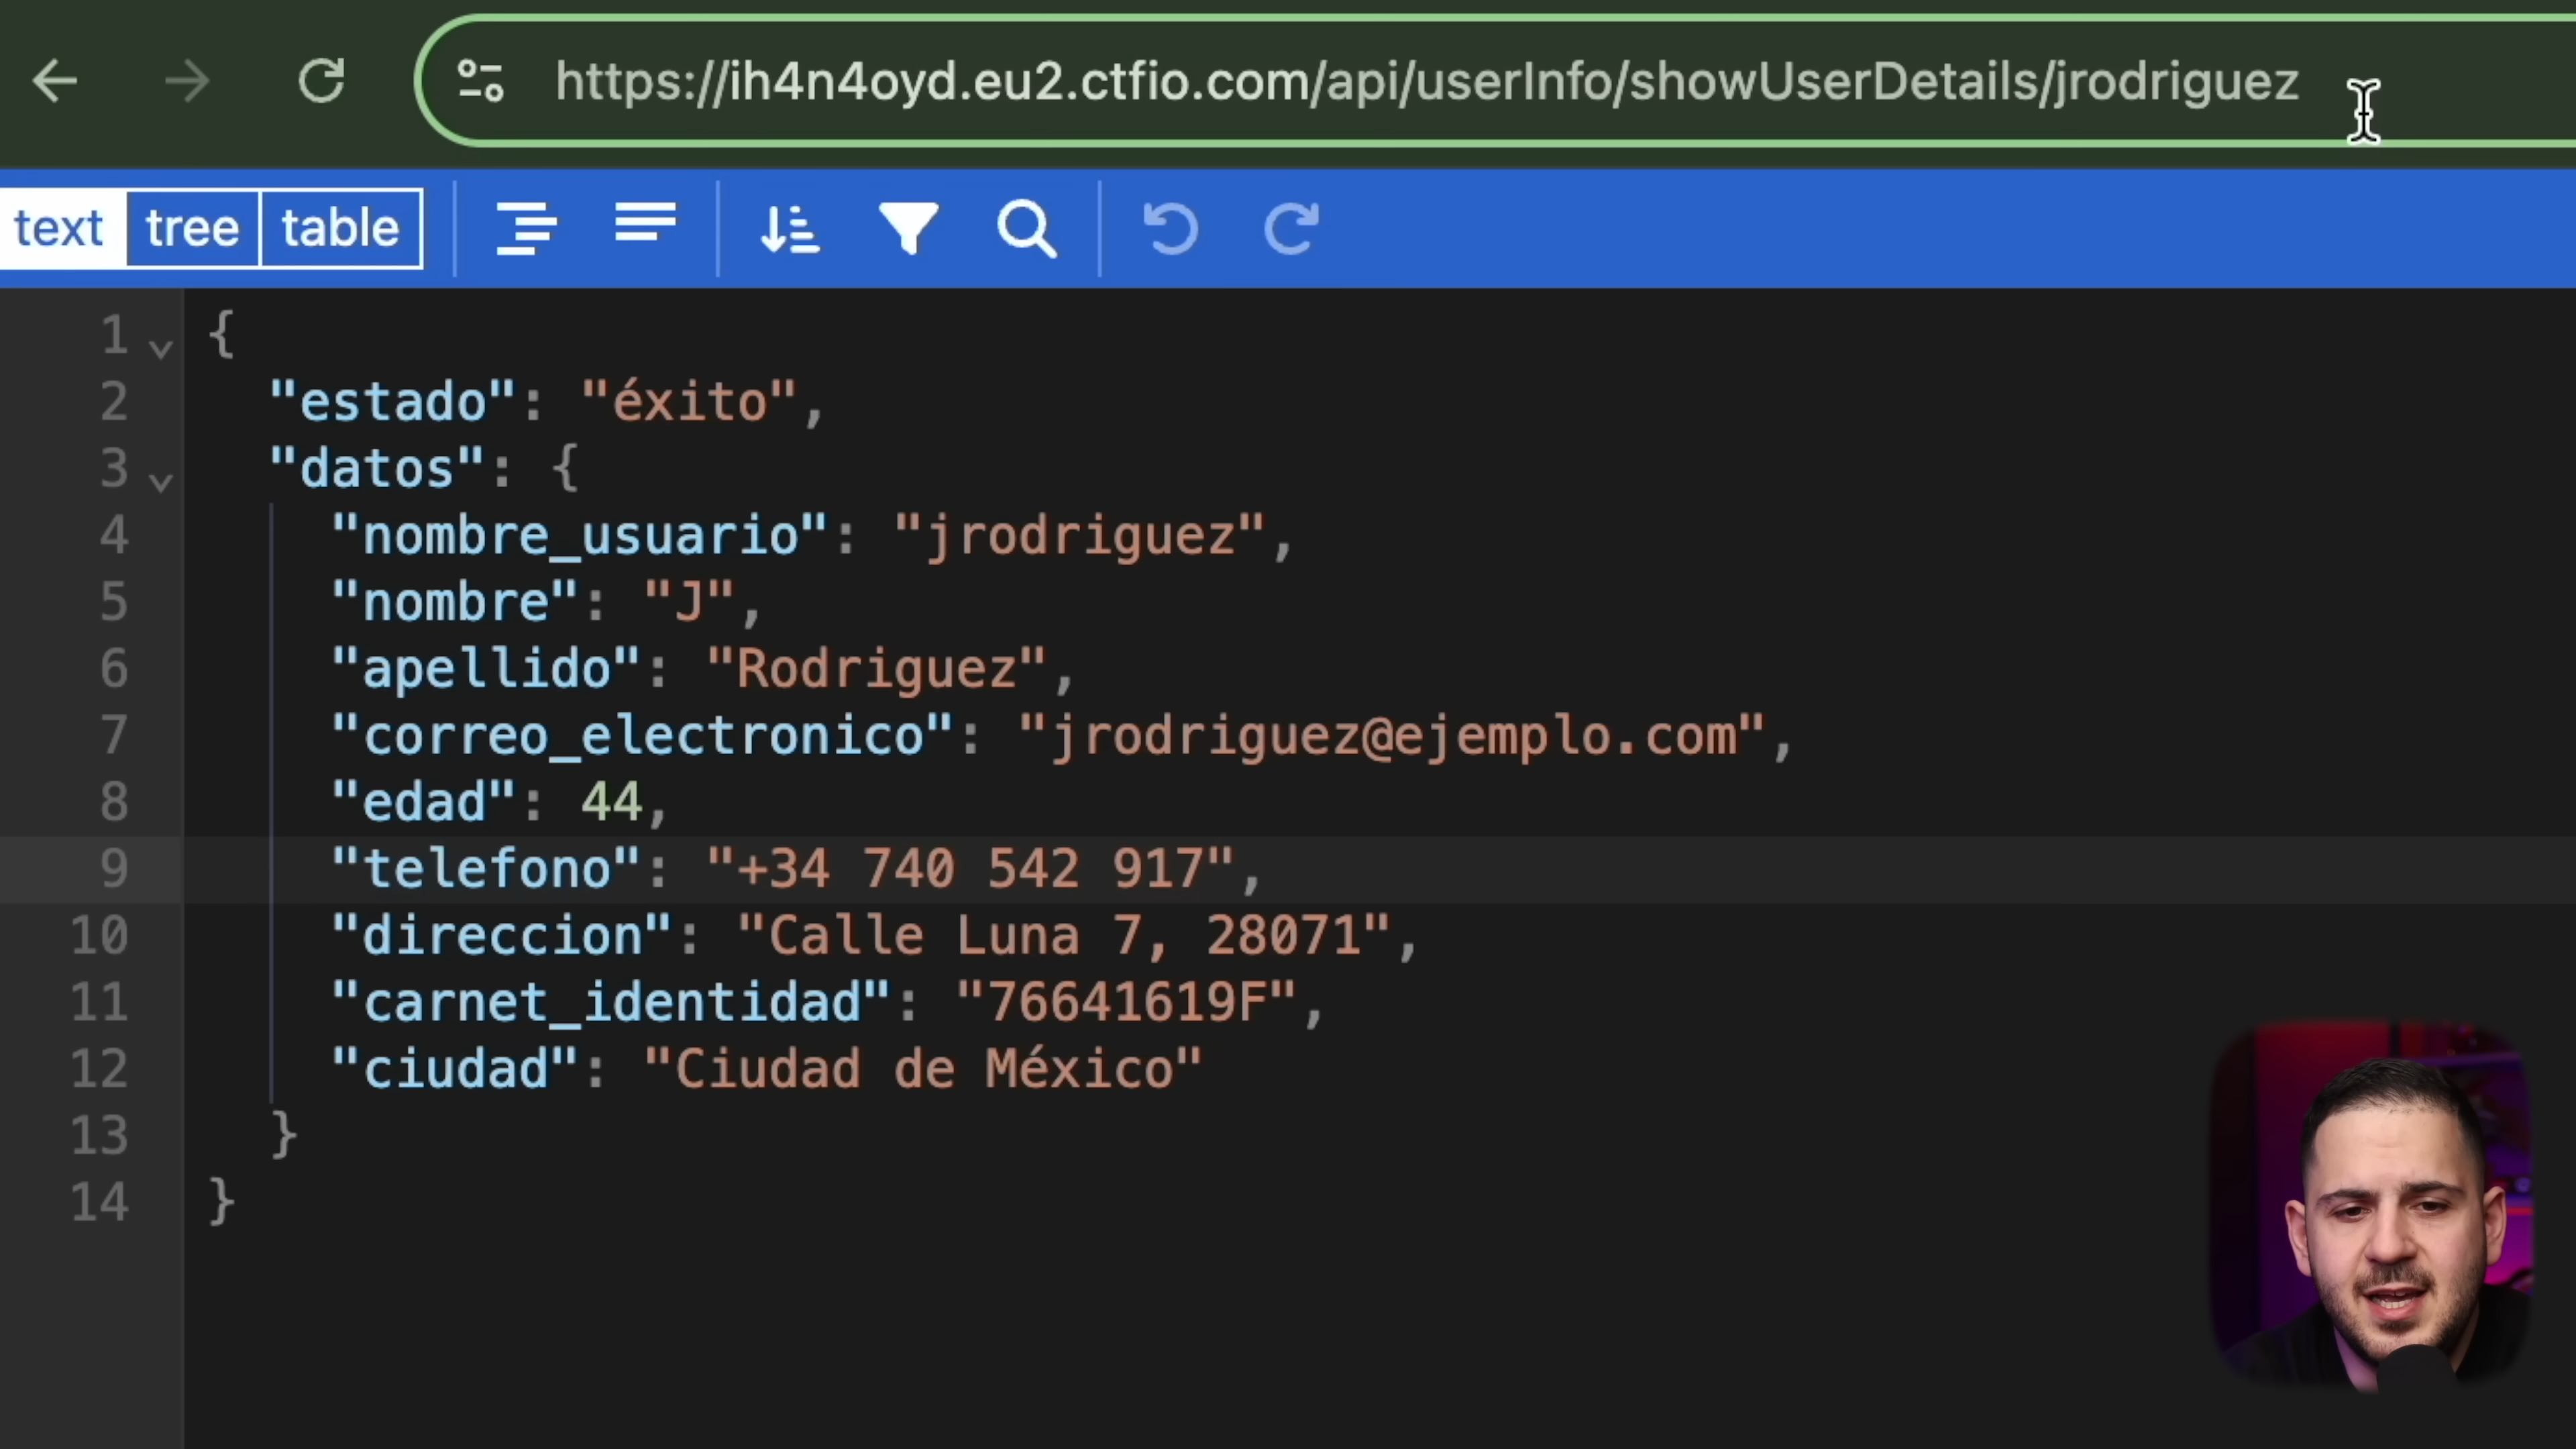 https://ih4n4oyd.eu2.ctfio.com/api/userInfo/showUserDetails/jrodriguez
text tree table
1 {
2 "estado": "éxito",
3 "datos": {
4 "nombre_usuario": "jrodriguez",
5 "nombre": "J",
6 "apellido": "Rodriguez",
7 "correo_electronico": "jrodriguez@ejemplo.com",
8 "edad": 44,
9 "telefono": "+34 740 542 917",
10 "direccion": "Calle Luna 7, 28071",
11 "carnet_identidad": "76641619F",
12 "ciudad": "Ciudad de México"
13 }
14 }